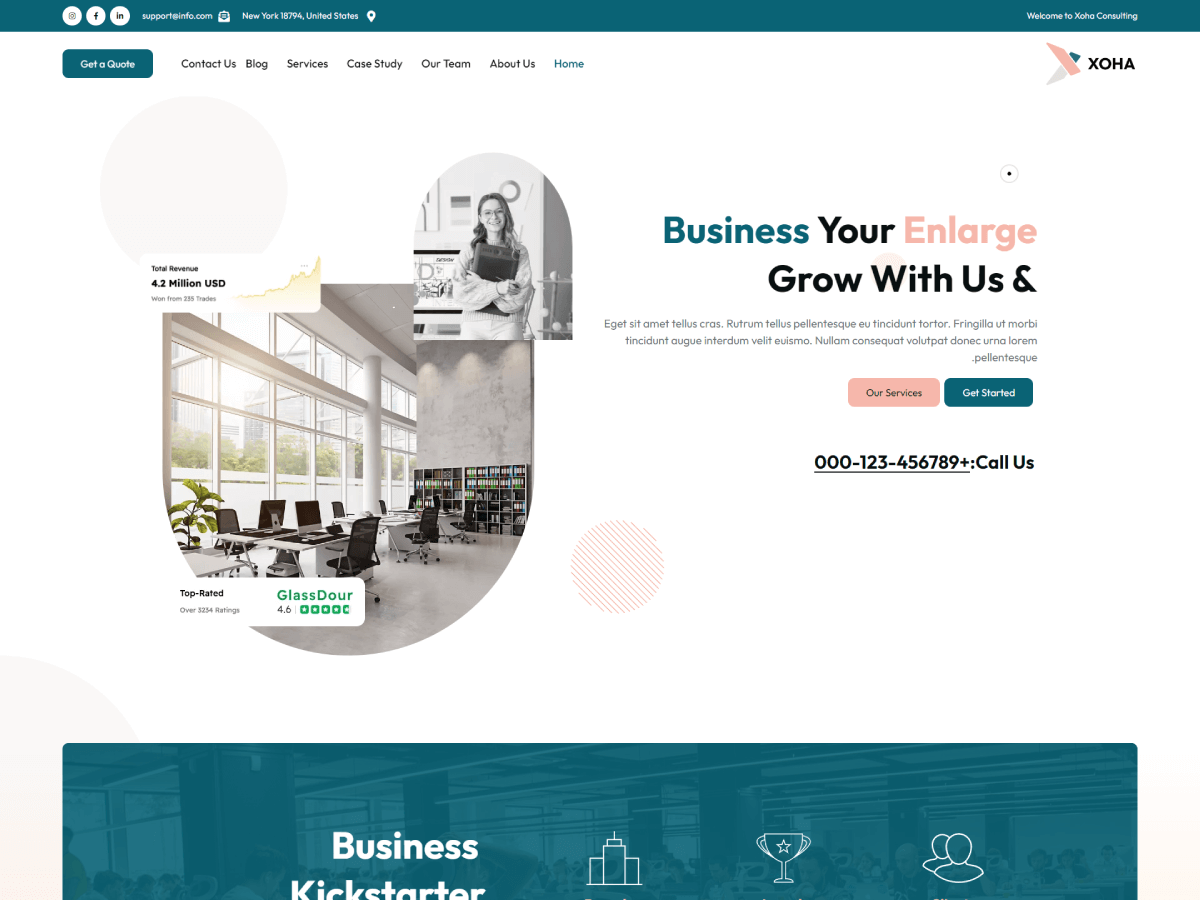 support@info.com
New York 18794, United States
Welcome to Xoha Consulting
Get a Quote
Contact Us
Blog
Services
Case Study
Our Team
About Us
Home
XOHA
Business Your Enlarge
Grow With Us &
Eget sit amet tellus cras. Rutrum tellus pellentesque eu tincidunt tortor. Fringilla ut morbi
tincidunt augue interdum velit euismo. Nullam consequat volutpat donec urna lorem
.pellentesque
Our Services
Get Started
000-123-456789+:Call Us
Total Revenue
4.2 Million USD
Won from 235 Trades
Top-Rated
Over 3234 Ratings
GlassDour
4.6
Business
Kickstarter